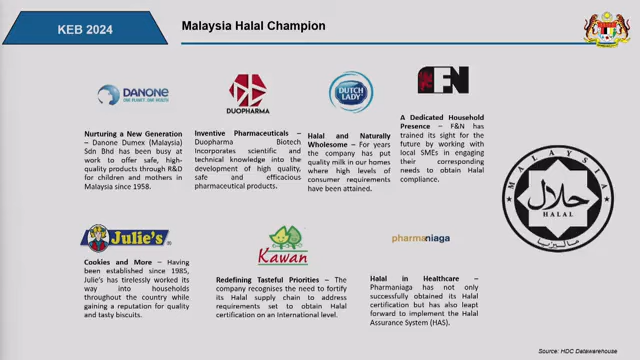 KEB 2024
Malaysia Halal Champion
DANONE
ONE PLANET. ONE HEALTH
DUOPHARMA
DUTCH
LADY
F&N
Nurturing a New Generation
– Danone Dumex (Malaysia)
Sdn Bhd has been busy at
work to offer safe, high-
quality products through R&D
for children and mothers in
Malaysia since 1958.
Inventive Pharmaceuticals –
Duopharma Biotech
Incorporates scientific and
technical knowledge into the
development of high quality,
safe and efficacious
pharmaceutical products.
Halal and Naturally
Wholesome – For years
the company has put
quality milk in our homes
where high levels of
consumer requirements
have been attained.
A Dedicated Household
Presence – F&N has
trained its sight for the
future by working with
local SMEs in engaging
their corresponding
needs to obtain Halal
compliance.
MALAYSIA
حلال
HALAL
ماليزيا
Julie's®
Kawan
pharmaniaga
Cookies and More – Having
been established since 1985,
Julie's has tirelessly worked its
way into households
throughout the country while
gaining a reputation for quality
and tasty biscuits.
Redefining Tasteful Priorities – The
company recognises the need to fortify
its Halal supply chain to address
requirements set to obtain Halal
certification on an International level.
Halal in Healthcare –
Pharmaniaga has not only
successfully obtained its Halal
certification but has also leapt
forward to implement the Halal
Assurance System (HAS).
Source: HDC Datawarehouse